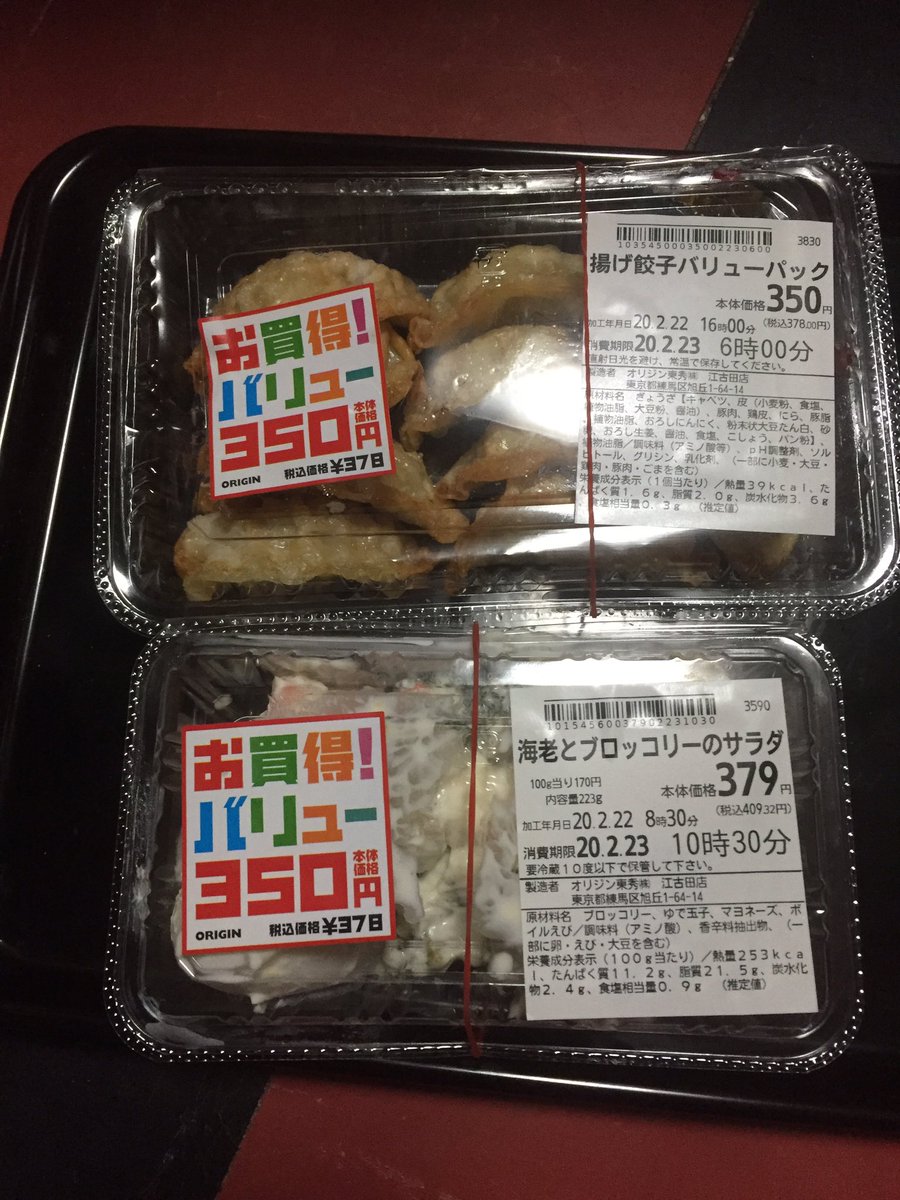 お買得!
バリュー
350円
本体
価格
ORIGIN 税込価格¥378
10354500035002230600
3830
揚げ餃子バリューパック
本体価格350円
加工年月日20.2.22 16時00分 (税込378.00円)
消費期限20.2.23 6時00分
直射日光を避け、常温で保存してください。
製造者 オリジン東秀㈱ 江古田店
東京都練馬区旭丘1-64-14
原材料名 ぎょうざ【キャベツ、皮(小麦粉、食塩、
植物油脂、大豆粉、醤油)、豚肉、鶏皮、にら、豚脂
、植物油脂、おろしにんにく、粉末状大豆たん白、砂
糖、おろし生姜、醤油、食塩、こしょう、パン粉】、
植物油脂/調味料(アミノ酸等)、pH調整剤、ソル
ビトール、グリシン、乳化剤、(一部に小麦・大豆・
鶏肉・豚肉・ごまを含む)
栄養成分表示(1個当たり)/熱量39kcal、た
んぱく質1.6g、脂質2.0g、炭水化物3.6g
、食塩相当量0.3g (推定値)
お買得!
バリュー
350円
本体
価格
ORIGIN 税込価格¥378
10154560037902231030
3590
海老とブロッコリーのサラダ
100g当り170円
内容量223g
本体価格379円
(税込409.32円)
加工年月日20.2.22 8時30分
消費期限20.2.23 10時30分
要冷蔵10度以下で保管して下さい。
製造者 オリジン東秀㈱ 江古田店
東京都練馬区旭丘1-64-14
原材料名 ブロッコリー、ゆで玉子、マヨネーズ、ボ
イルえび/調味料(アミノ酸)、香辛料抽出物、(一
部に卵・えび・大豆を含む)
栄養成分表示(100g当たり)/熱量253kca
l、たんぱく質11.2g、脂質21.5g、炭水化
物2.4g、食塩相当量0.9g (推定値)